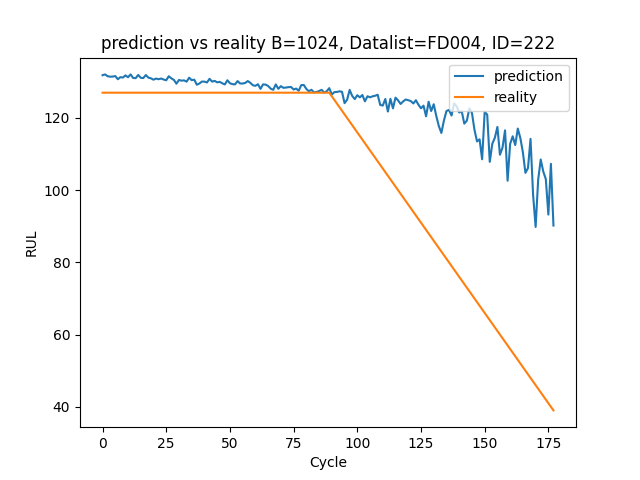 prediction vs reality B=1024, Datalist=FD004, ID=222
prediction
reality
RUL
120
100
80
60
40
0 25 50 75 100 125 150 175
Cycle